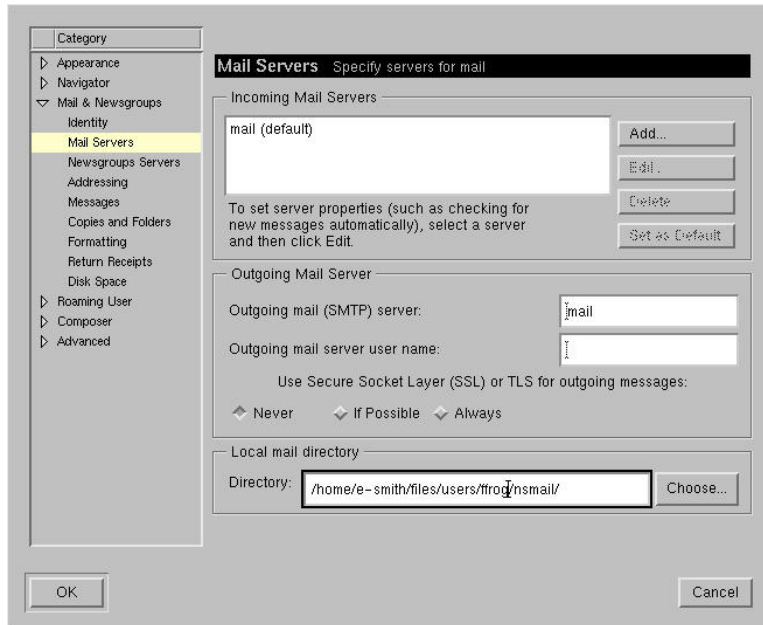 Category
Appearance
Navigator
Mail & Newsgroups
Identity
Mail Servers
Newsgroups Servers
Addressing
Messages
Copies and Folders
Formatting
Return Receipts
Disk Space
Roaming User
Composer
Advanced
Mail Servers Specify servers for mail
Incoming Mail Servers
mail (default)
Add...
Edit...
Delete
Set as Default
To set server properties (such as checking for
new messages automatically), select a server
and then click Edit.
Outgoing Mail Server
Outgoing mail (SMTP) server: mail
Outgoing mail server user name:
Use Secure Socket Layer (SSL) or TLS for outgoing messages:
Never If Possible Always
Local mail directory
Directory: /home/e-smith/files/users/ffrog/nsmail/ Choose...
OK Cancel